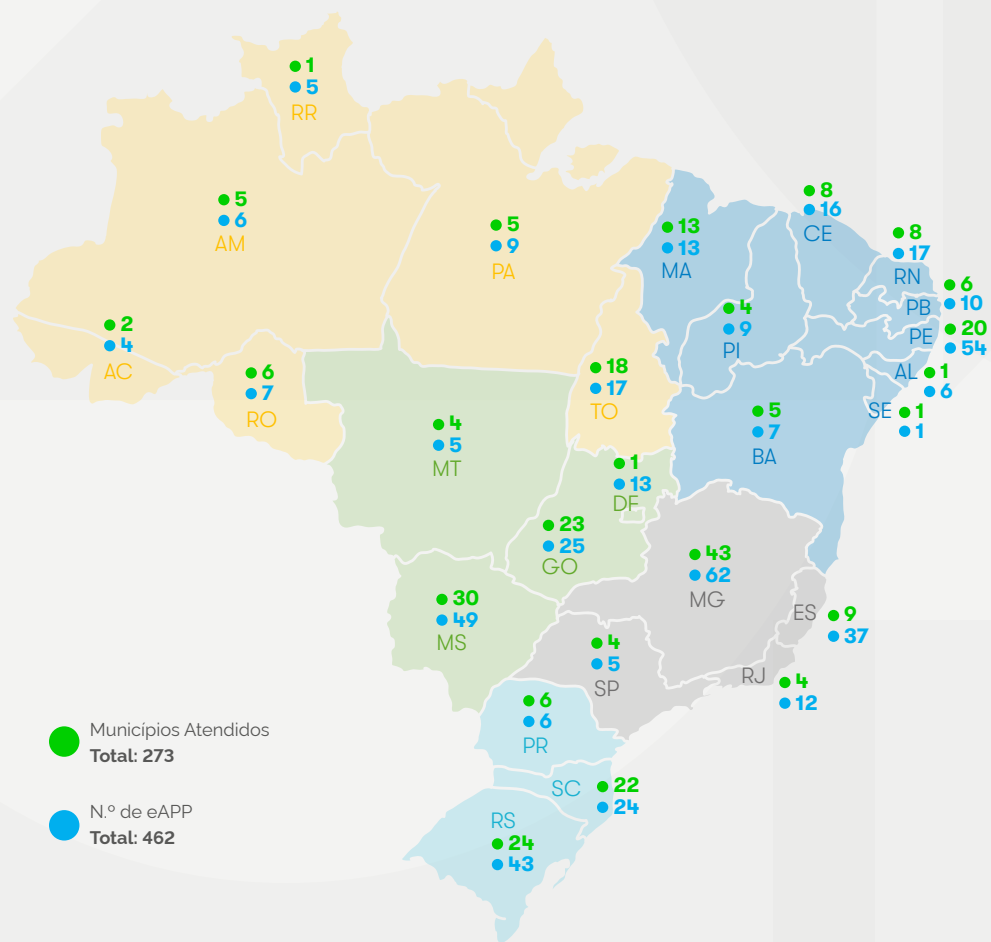 1
5
RR
5
6
AM
5
9
PA
13
13
MA
8
16
CE
8
17
RN
6
PB 10
20
PE 54
4
9
PI
2
4
AC
6
7
RO
18
17
TO
AL 1
6
SE 1
1
5
7
BA
4
5
MT
1
13
DF
23
25
GO
43
62
MG
30
49
MS
ES 9
37
4
5
SP
RJ 4
12
6
6
PR
SC 22
24
RS
24
43
Municípios Atendidos
Total: 273
N.º de eAPP
Total: 462